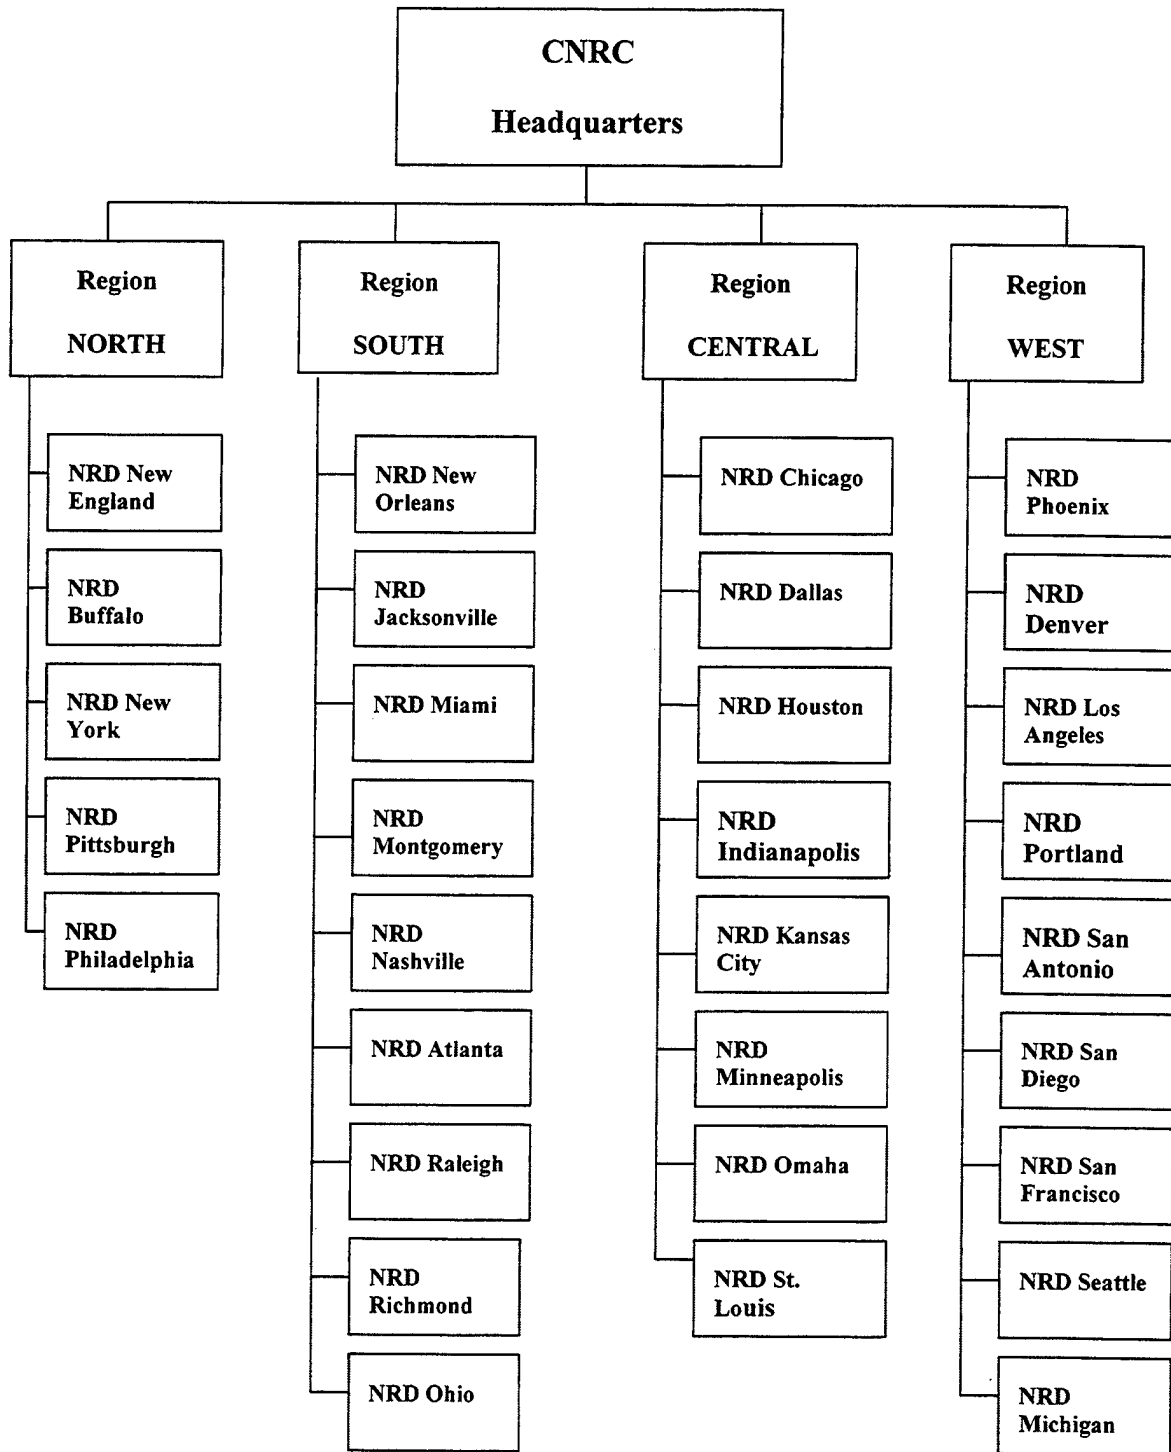 CNRC
Headquarters
Region
NORTH
NRD New
England
NRD
Buffalo
NRD New
York
NRD
Pittsburgh
NRD
Philadelphia
Region
SOUTH
NRD New
Orleans
NRD
Jacksonville
NRD Miami
NRD
Montgomery
NRD
Nashville
NRD Atlanta
NRD Raleigh
NRD
Richmond
NRD Ohio
Region
CENTRAL
NRD Chicago
NRD Dallas
NRD Houston
NRD
Indianapolis
NRD Kansas
City
NRD
Minneapolis
NRD Omaha
NRD St.
Louis
Region
WEST
NRD
Phoenix
NRD
Denver
NRD Los
Angeles
NRD
Portland
NRD San
Antonio
NRD San
Diego
NRD San
Francisco
NRD Seattle
NRD
Michigan